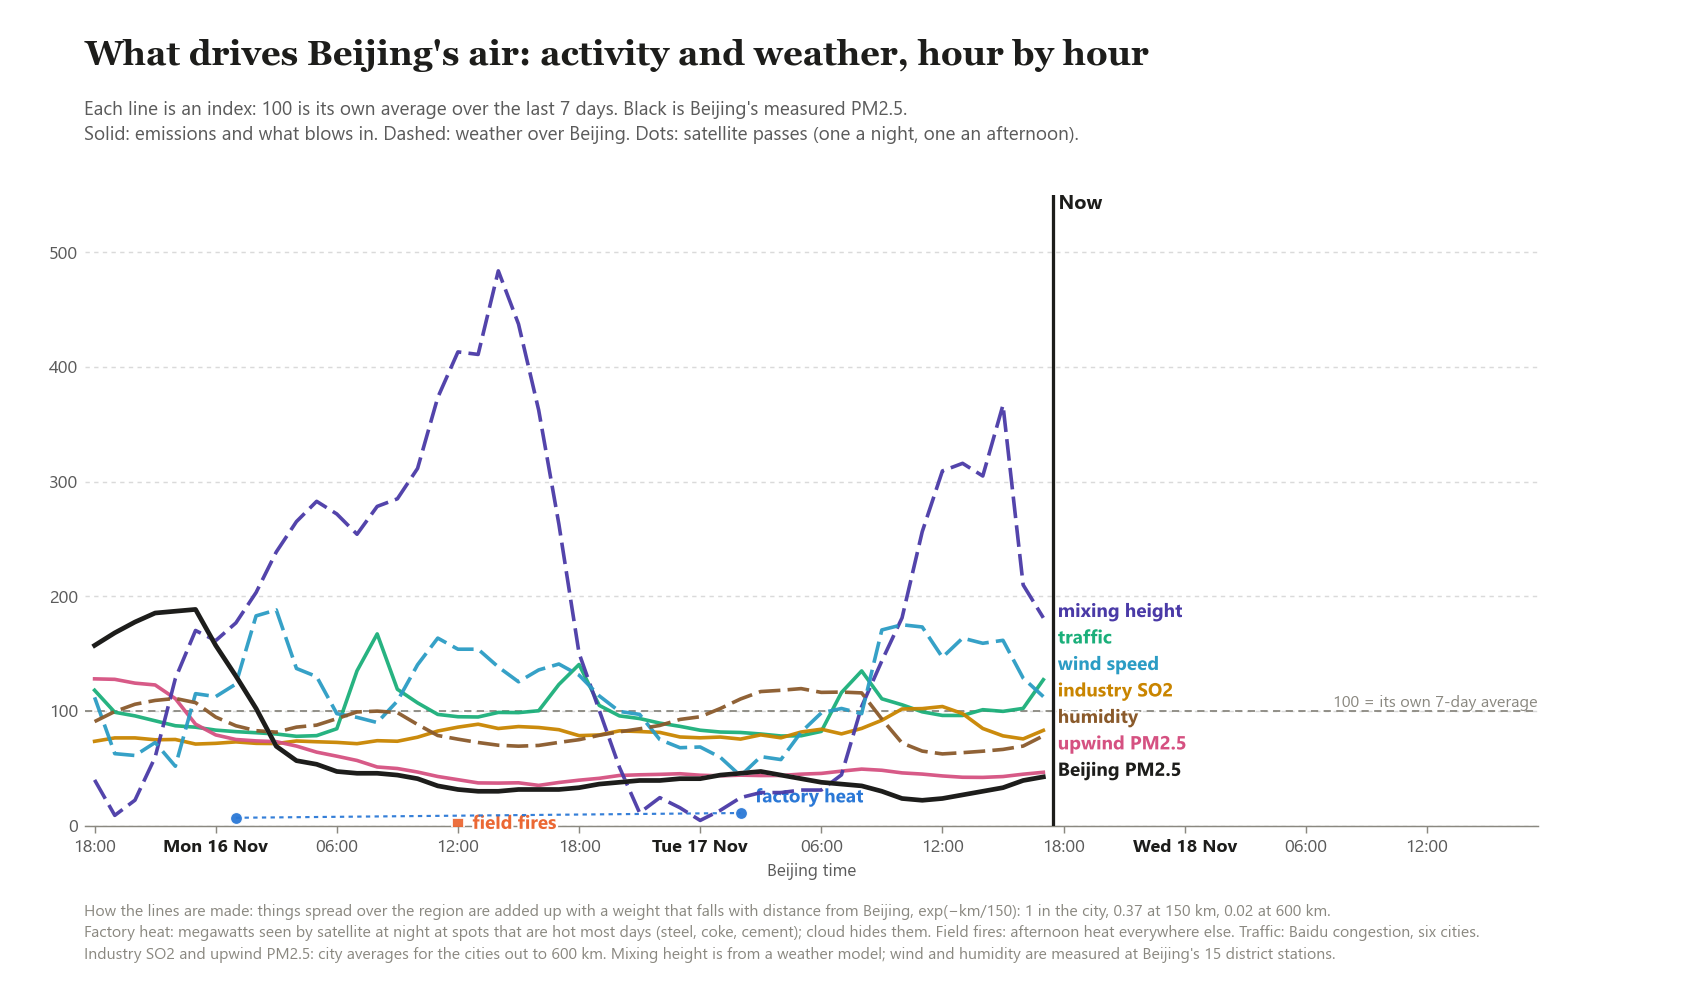 What drives Beijing's air: activity and weather, hour by hour
Each line is an index: 100 is its own average over the last 7 days. Black is Beijing's measured PM2.5.
Solid: emissions and what blows in. Dashed: weather over Beijing. Dots: satellite passes (one a night, one an afternoon).
Now
500
400
300
200
mixing height
traffic
wind speed
industry SO2
100 = its own 7-day average
100
humidity
upwind PM2.5
Beijing PM2.5
factory heat
field fires
0
18:00 Mon 16 Nov 06:00 12:00 18:00 Tue 17 Nov 06:00 12:00 18:00 Wed 18 Nov 06:00 12:00
Beijing time
How the lines are made: things spread over the region are added up with a weight that falls with distance from Beijing, exp(−km/150): 1 in the city, 0.37 at 150 km, 0.02 at 600 km.
Factory heat: megawatts seen by satellite at night at spots that are hot most days (steel, coke, cement); cloud hides them. Field fires: afternoon heat everywhere else. Traffic: Baidu congestion, six cities.
Industry SO2 and upwind PM2.5: city averages for the cities out to 600 km. Mixing height is from a weather model; wind and humidity are measured at Beijing's 15 district stations.